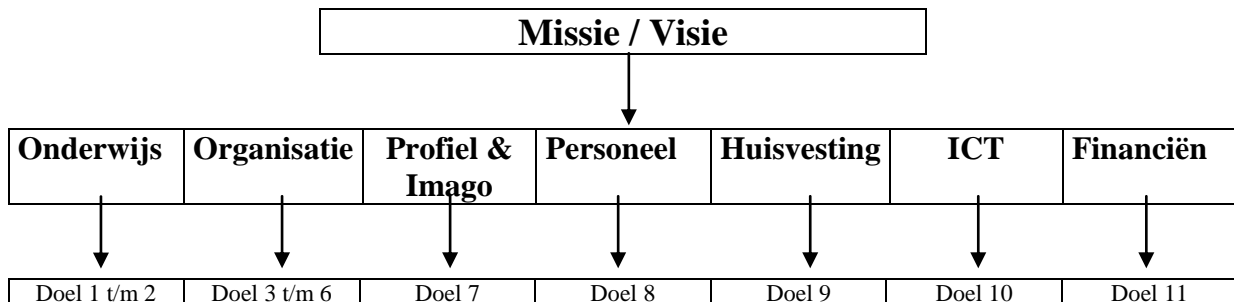 Missie / Visie
Onderwijs Organisatie Profiel & Personeel Huisvesting ICT Financiën
Imago
Doel 1 t/m 2 Doel 3 t/m 6 Doel 7 Doel 8 Doel 9 Doel 10 Doel 11